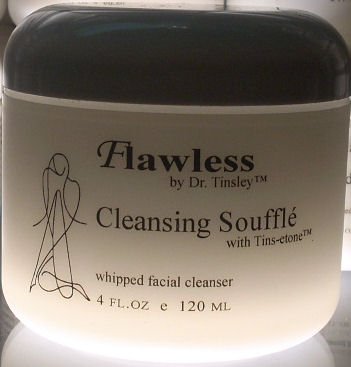 Flawless
by Dr. Tinsley™
Cleansing Soufflé
with Tins-etone™
whipped facial cleanser
4 FL.OZ e 120 ML